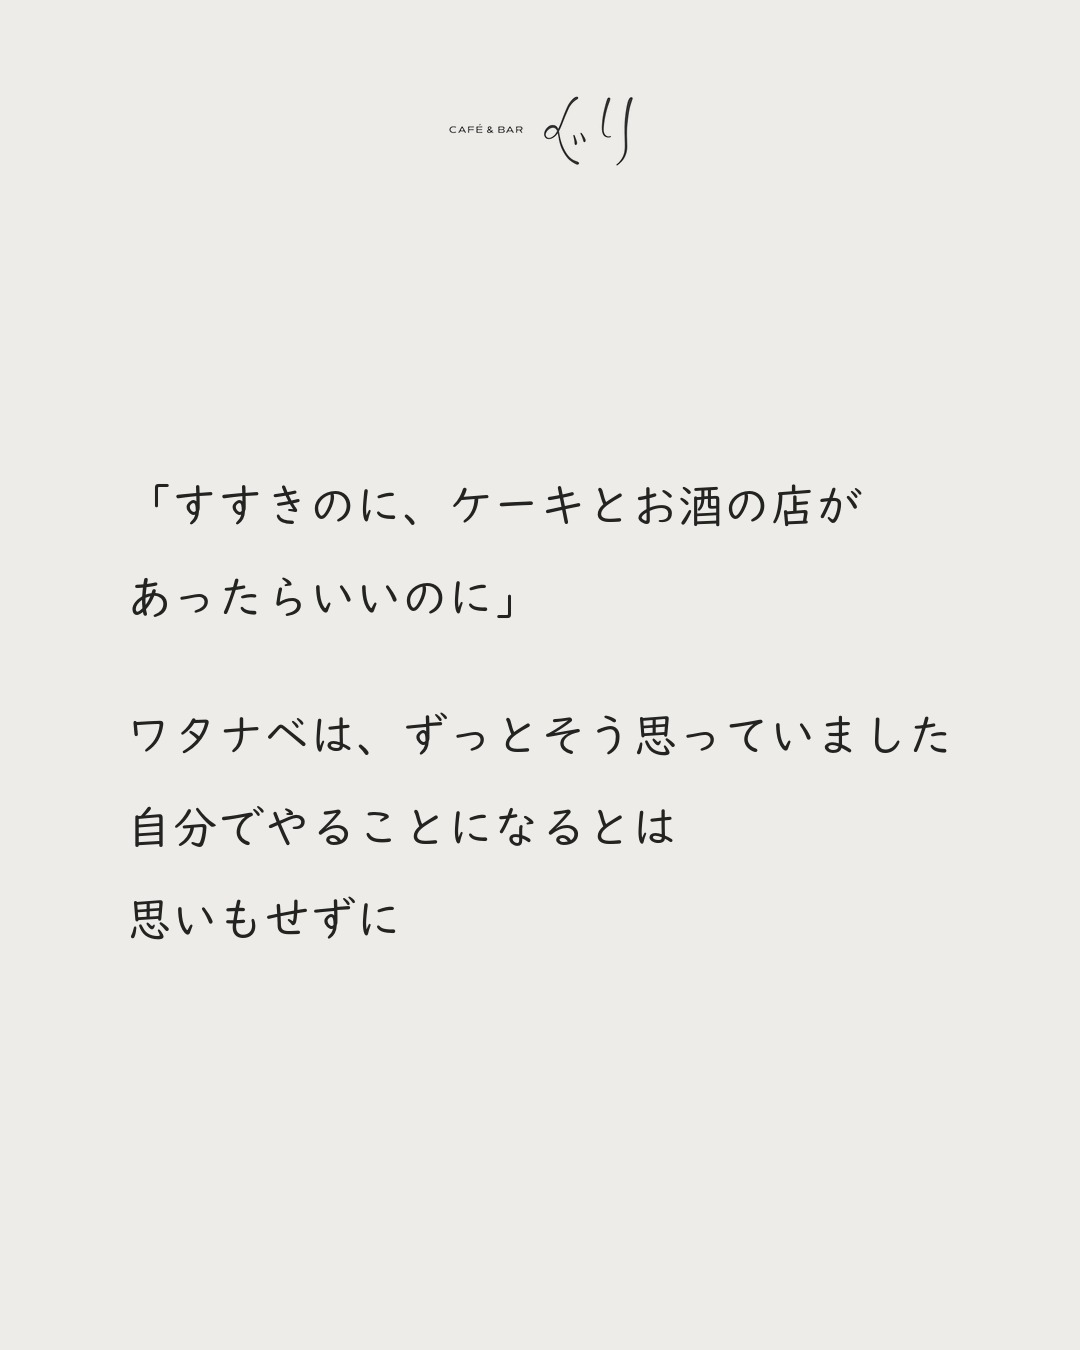 CAFÉ & BAR ぐり
「すすきのに、ケーキとお酒の店が
あったらいいのに」
ワタナベは、ずっとそう思っていました
自分でやることになるとは
思いもせずに